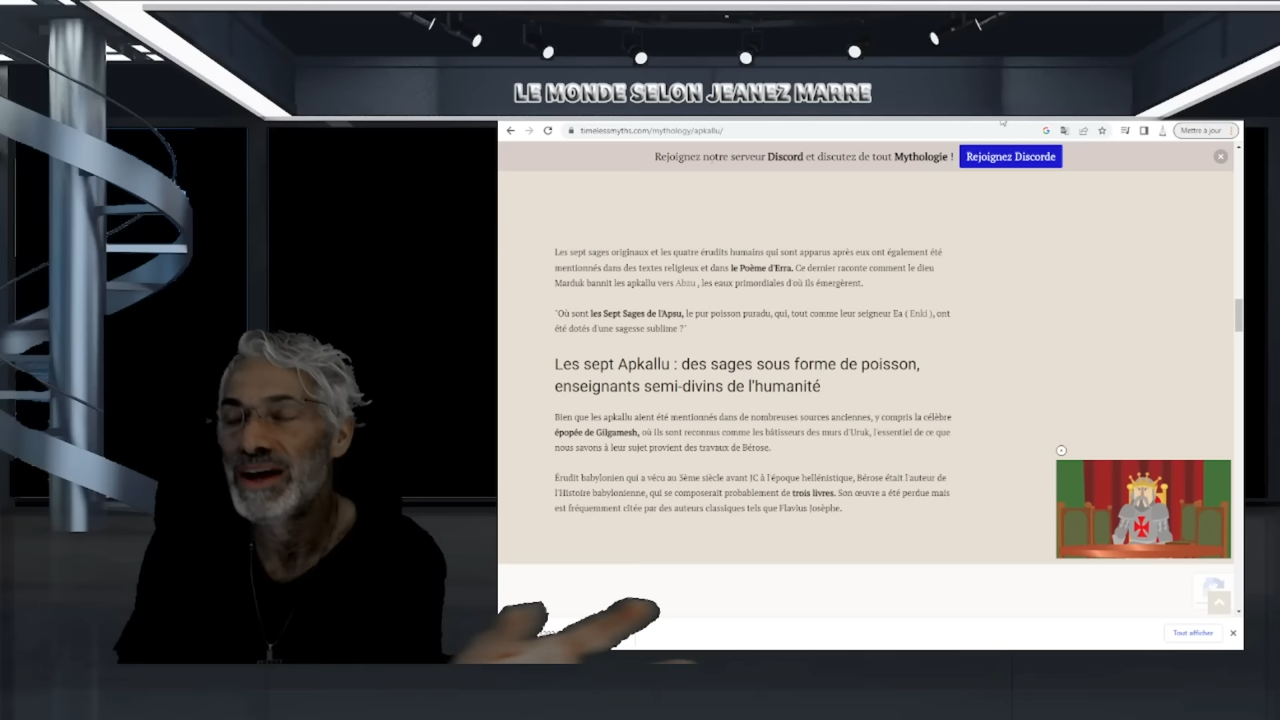 LE MONDE SELON JEANEZ MARRE
timelessmyths.com/mythology/apkallu/
Mettre à jour
Rejoignez notre serveur Discord et discutez de tout Mythologie !
Rejoignez Discorde
Les sept sages originaux et les quatre érudits humains qui sont apparus après eux ont également été
mentionnés dans des textes religieux et dans le Poème d'Erra. Ce dernier raconte comment le dieu
Marduk bannit les apkallu vers Abzu , les eaux primordiales d'où ils émergèrent.
"Où sont les Sept Sages de l'Apsu, le pur poisson puradu, qui, tout comme leur seigneur Ea ( Enki ), ont
été dotés d'une sagesse sublime ?"
Les sept Apkallu : des sages sous forme de poisson,
enseignants semi-divins de l'humanité
Bien que les apkallu aient été mentionnés dans de nombreuses sources anciennes, y compris la célèbre
épopée de Gilgamesh, où ils sont reconnus comme les bâtisseurs des murs d'Uruk, l'essentiel de ce que
nous savons à leur sujet provient des travaux de Bérose.
Érudit babylonien qui a vécu au 3ème siècle avant JC à l'époque hellénistique, Bérose était l'auteur de
l'Histoire babylonienne, qui se composerait probablement de trois livres. Son œuvre a été perdue mais
est fréquemment citée par des auteurs classiques tels que Flavius Josèphe.
Tout afficher